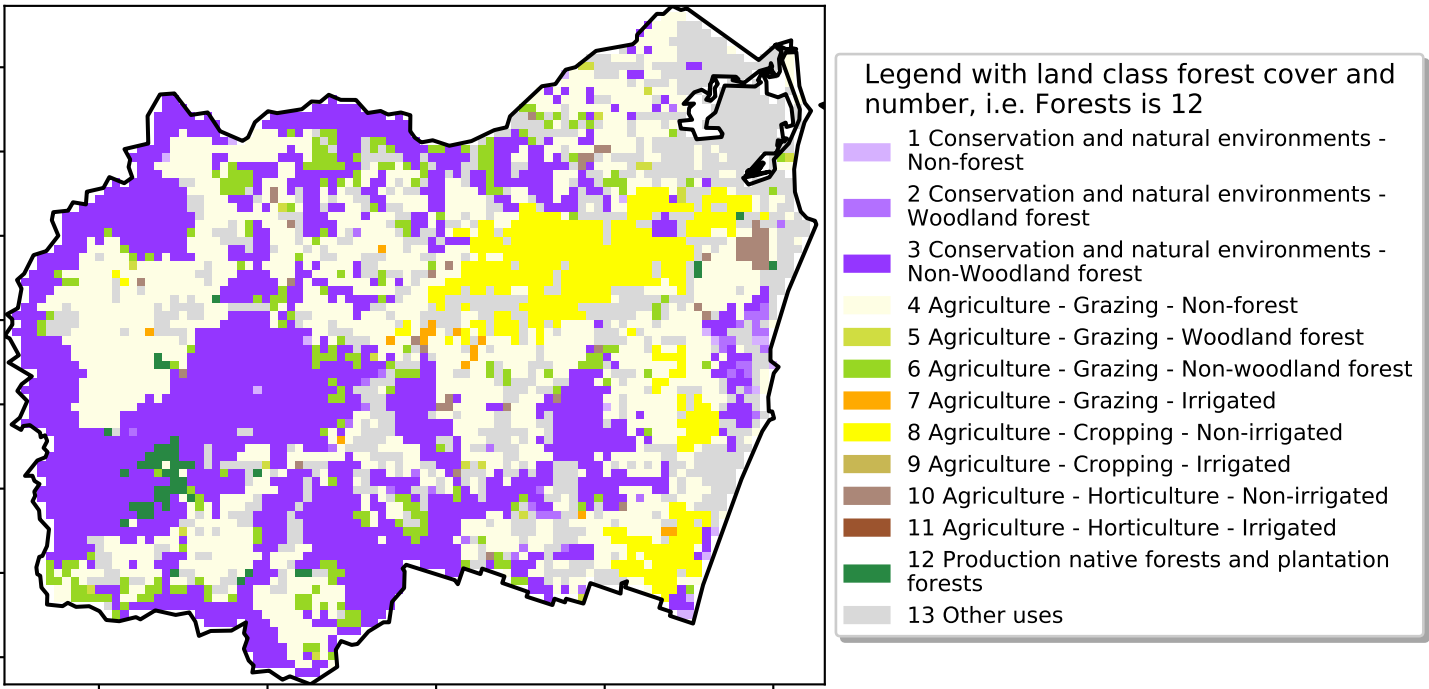 Legend with land class forest cover and
number, i.e. Forests is 12
1 Conservation and natural environments -
Non-forest
2 Conservation and natural environments -
Woodland forest
3 Conservation and natural environments -
Non-Woodland forest
4 Agriculture - Grazing - Non-forest
5 Agriculture - Grazing - Woodland forest
6 Agriculture - Grazing - Non-woodland forest
7 Agriculture - Grazing - Irrigated
8 Agriculture - Cropping - Non-irrigated
9 Agriculture - Cropping - Irrigated
10 Agriculture - Horticulture - Non-irrigated
11 Agriculture - Horticulture - Irrigated
12 Production native forests and plantation
forests
13 Other uses